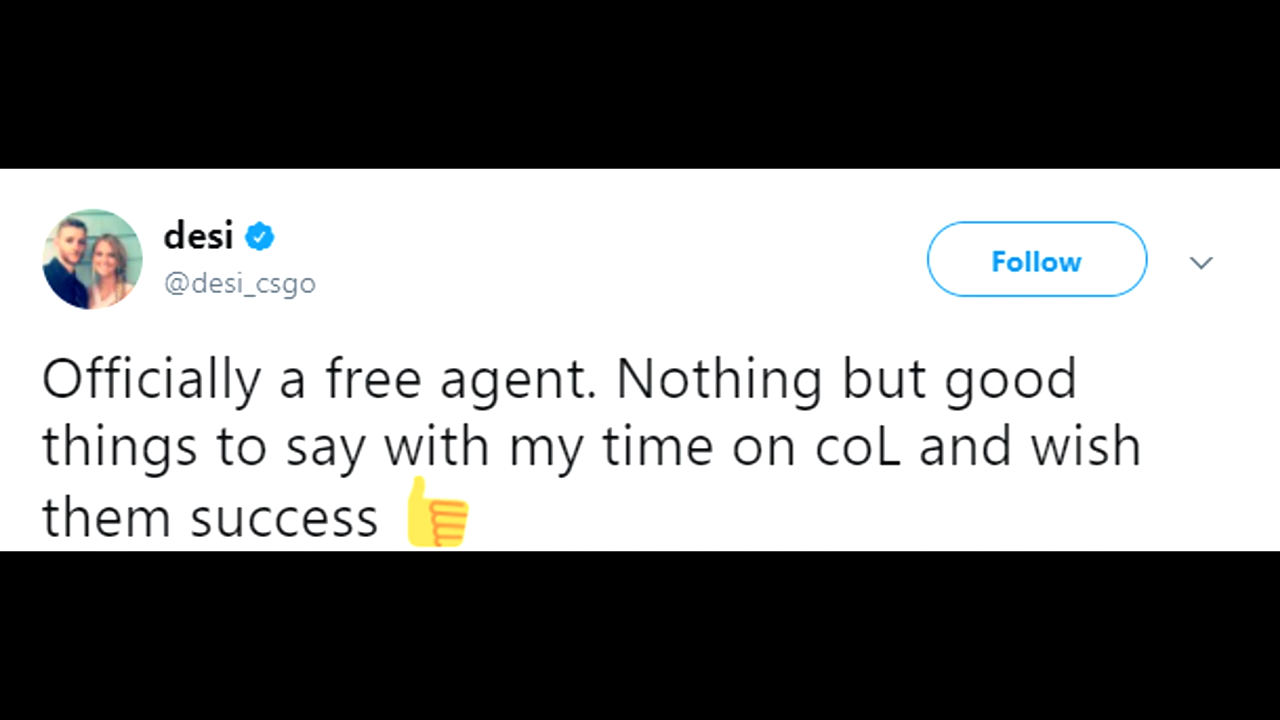 desi
@desi_csgo
Follow
Officially a free agent. Nothing but good
things to say with my time on coL and wish
them success 👍